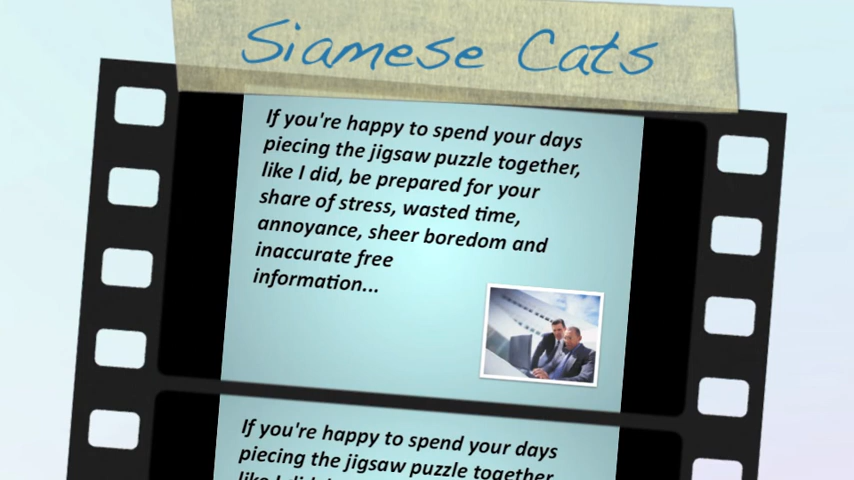 Siamese Cats
If you're happy to spend your days
piecing the jigsaw puzzle together,
like I did, be prepared for your
share of stress, wasted time,
annoyance, sheer boredom and
inaccurate free
information...
If you're happy to spend your days
piecing the jigsaw puzzle together
like I did